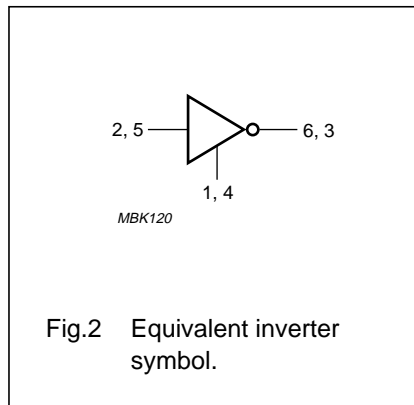 2, 5
6, 3
1, 4
MBK120
Fig.2 Equivalent inverter
symbol.